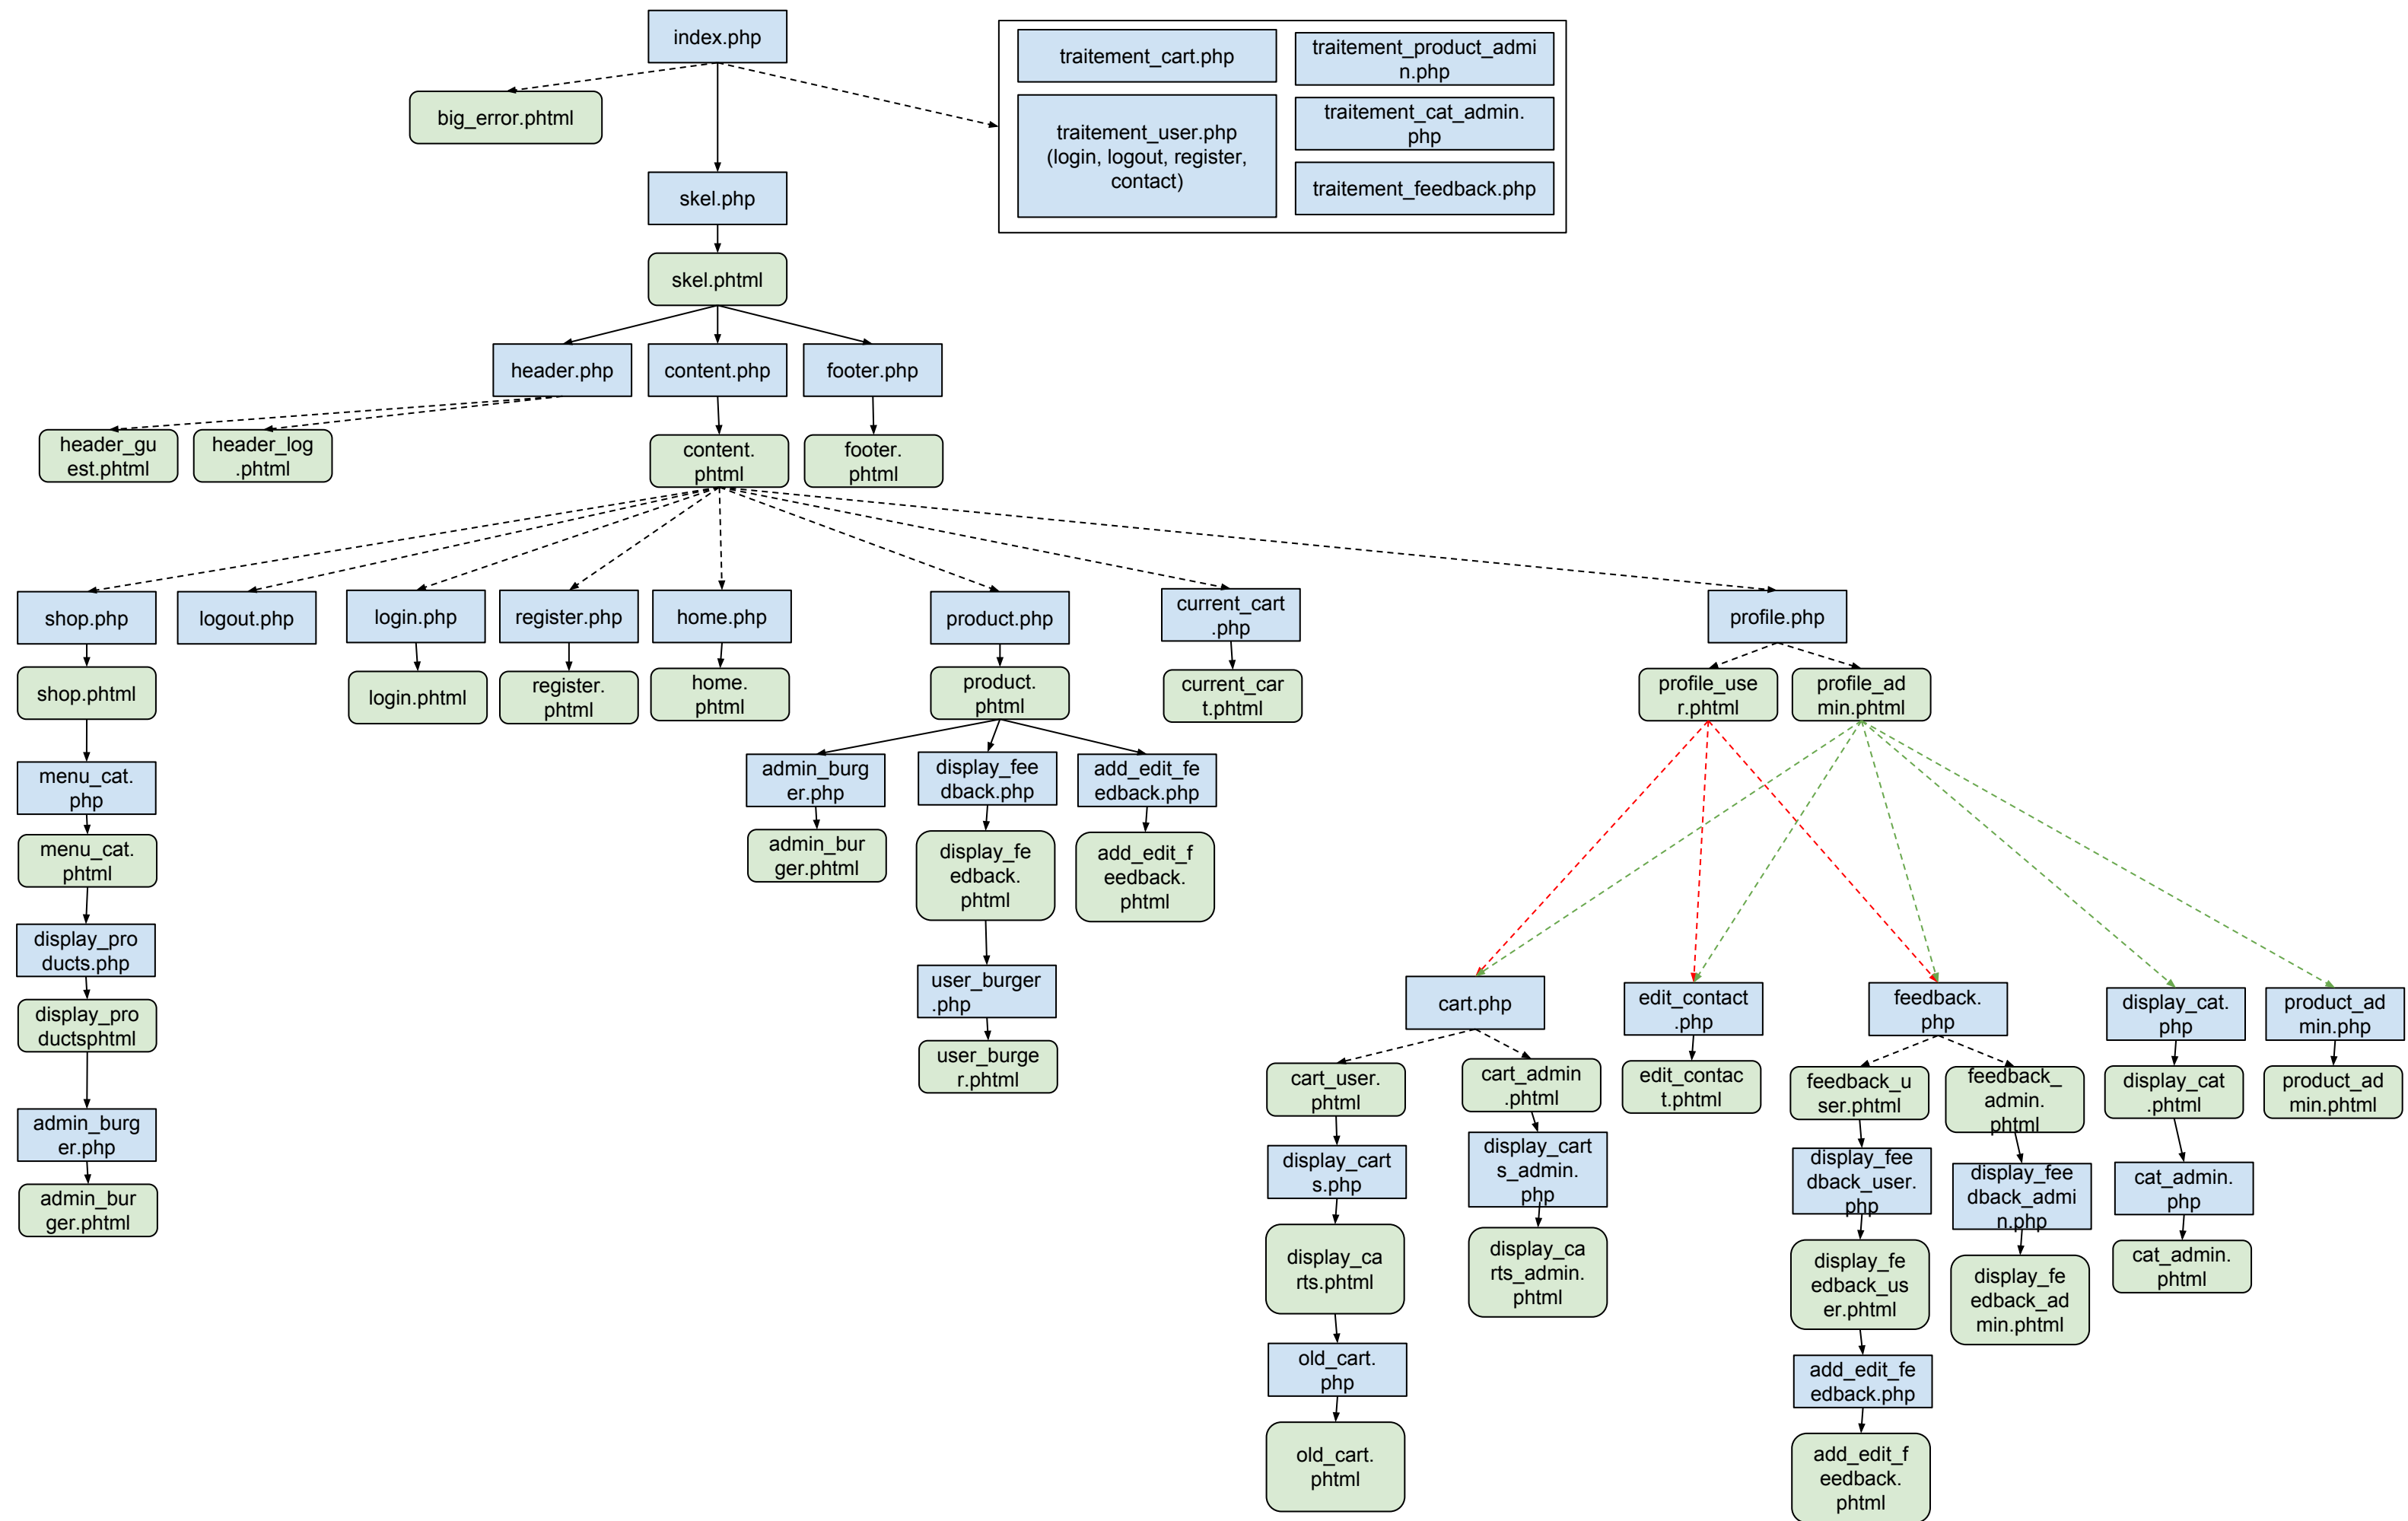 index.php
traitement_cart.php
traitement_product_admi
n.php
big_error.phtml
traitement_user.php
(login, logout, register,
contact)
traitement_cat_admin.
php
traitement_feedback.php
skel.php
skel.phtml
header.php
content.php
footer.php
header_gu
est.phtml
header_log
.phtml
content.
phtml
footer.
phtml
shop.php
logout.php
login.php
register.php
home.php
product.php
current_cart
.php
profile.php
shop.phtml
login.phtml
register.
phtml
home.
phtml
product.
phtml
current_car
t.phtml
profile_use
r.phtml
profile_ad
min.phtml
menu_cat.
php
admin_burg
er.php
display_fee
dback.php
add_edit_fe
edback.php
menu_cat.
phtml
admin_bur
ger.phtml
display_fe
edback.
phtml
add_edit_f
eedback.
phtml
display_pro
ducts.php
user_burger
.php
cart.php
edit_contact
.php
feedback.
php
display_cat.
php
product_ad
min.php
display_pro
ductsphtml
user_burge
r.phtml
cart_user.
phtml
cart_admin
.phtml
edit_contac
t.phtml
feedback_u
ser.phtml
feedback_
admin.
phtml
display_cat
.phtml
product_ad
min.phtml
admin_burg
er.php
display_cart
s.php
display_cart
s_admin.
php
display_fee
dback_user.
php
display_fee
dback_admi
n.php
cat_admin.
php
admin_bur
ger.phtml
display_ca
rts.phtml
display_ca
rts_admin.
phtml
display_fe
edback_us
er.phtml
display_fe
edback_ad
min.phtml
cat_admin.
phtml
old_cart.
php
add_edit_fe
edback.php
old_cart.
phtml
add_edit_f
eedback.
phtml